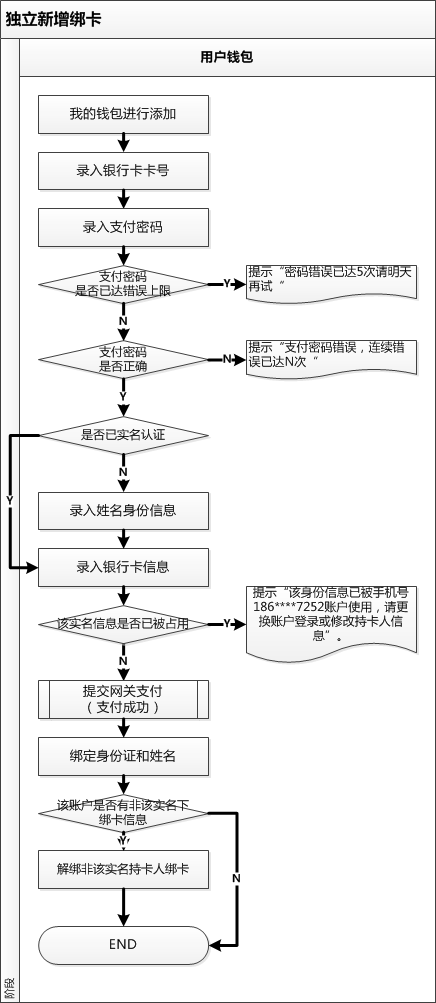 独立新增绑卡
用户钱包
我的钱包进行添加
录入银行卡卡号
录入支付密码
支付密码
是否已达错误上限
Y
提示“密码错误已达5次请明天
再试“
N
支付密码
是否正确
N
提示“支付密码错误，连续错
误已达N次“
Y
是否已实名认证
Y
N
录入姓名身份信息
录入银行卡信息
该实名信息是否已被占用
Y
提示“该身份信息已被手机号
186****7252账户使用，请更
换账户登录或修改持卡人信
息”。
N
提交网关支付
（支付成功）
绑定身份证和姓名
该账户是否有非该实名下
绑卡信息
Y
N
解绑非该实名持卡人绑卡
END
阶段